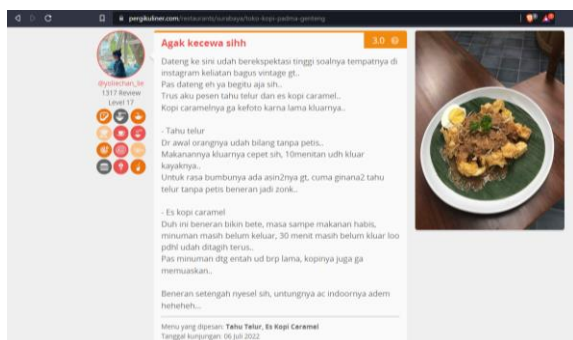 pergikuliner.com/restaurants/surabaya/toko-kopi-padma-genteng
Agak kecewa sihh
3.0
Dateng ke sini udah berekspektasi tinggi soalnya tempatnya di
instagram keliatan bagus vintage gt..
Pas dateng eh ya begitu aja sih..
Trus aku pesen tahu telur dan es kopi caramel..
Kopi caramelnya ga kefoto karna lama kluarnya..
1317 Review
Level 17
- Tahu telur
Dr awal orangnya udah bilang tanpa petis..
Makanannya kluarnya cepet sih, 10menitan udh kluar
kayaknya..
Untuk rasa bumbunya ada asin2nya gt, cuma ginana2 tahu
telur tanpa petis beneran jadi zonk..
- Es kopi caramel
Duh ini beneran bikin bete, masa sampe makanan habis,
minuman masih belum keluar, 30 menit masih belum kluar loo
pdhl udah ditagih terus..
Pas minuman dtg entah ud brp lama, kopinya juga ga
memuaskan..
Beneran setengah nyesel sih, untungnya ac indoornya adem
heheheh...
Menu yang dipesan: Tahu Telur, Es Kopi Caramel
Tanggal kunjungan: 06 Juli 2022